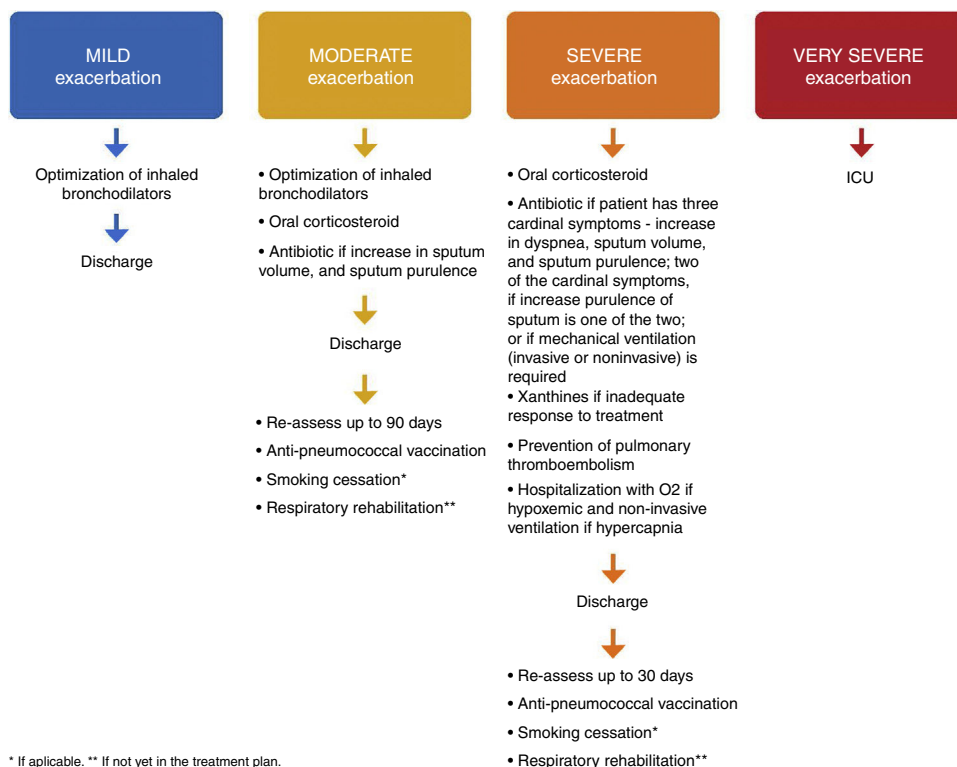 MILD
exacerbation
Optimization of inhaled
bronchodilators
Discharge
MODERATE
exacerbation
• Optimization of inhaled
bronchodilators
• Oral corticosteroid
• Antibiotic if increase in sputum
volume, and sputum purulence
Discharge
• Re-assess up to 90 days
• Anti-pneumococcal vaccination
• Smoking cessation*
• Respiratory rehabilitation**
SEVERE
exacerbation
• Oral corticosteroid
• Antibiotic if patient has three
cardinal symptoms - increase
in dyspnea, sputum volume,
and sputum purulence; two
of the cardinal symptoms,
if increase purulence of
sputum is one of the two;
or if mechanical ventilation
(invasive or noninvasive) is
required
• Xanthines if inadequate
response to treatment
• Prevention of pulmonary
thromboembolism
• Hospitalization with O2 if
hypoxemic and non-invasive
ventilation if hypercapnia
Discharge
• Re-assess up to 30 days
• Anti-pneumococcal vaccination
• Smoking cessation*
• Respiratory rehabilitation**
VERY SEVERE
exacerbation
ICU
* If aplicable. ** If not yet in the treatment plan.